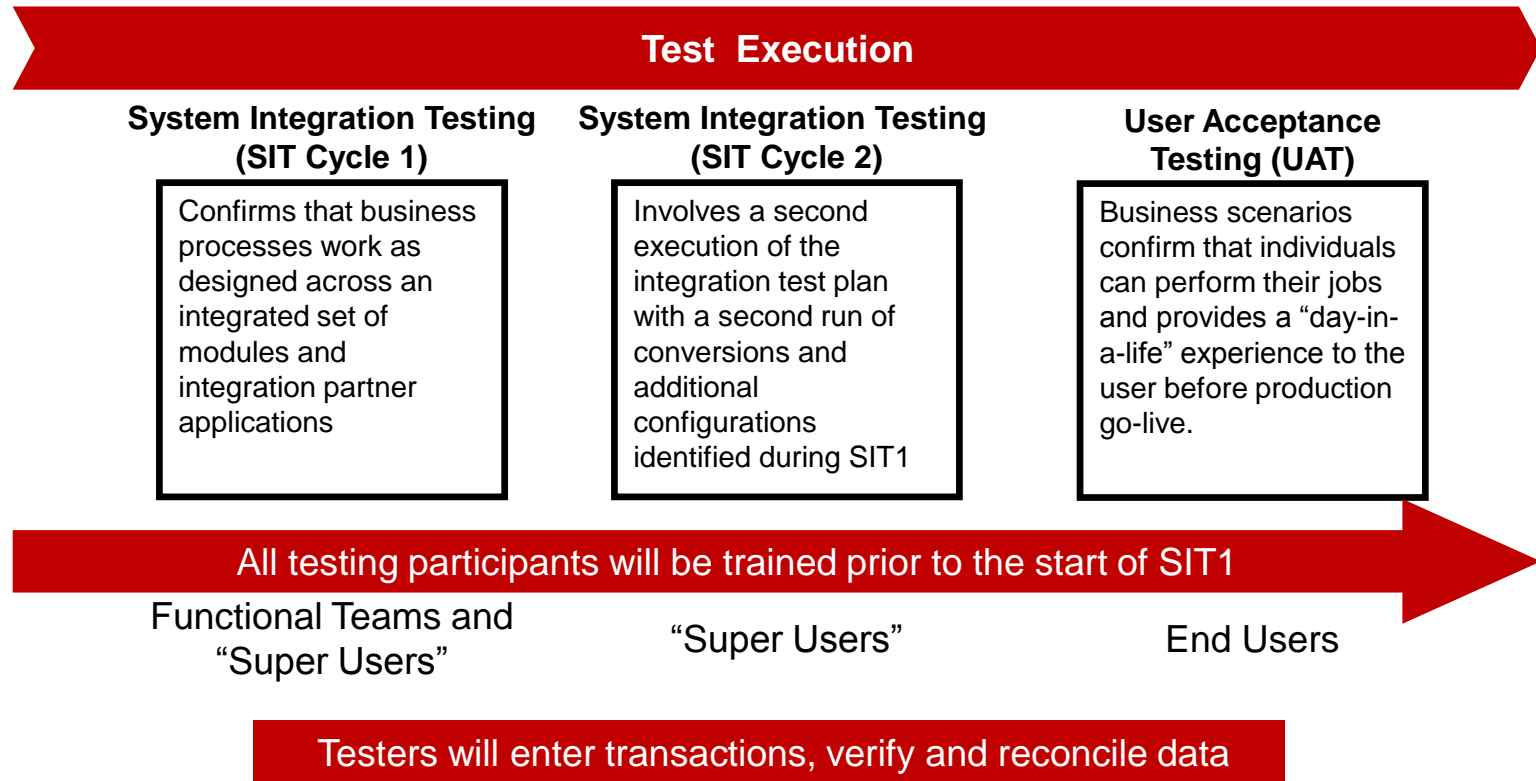 Test Execution
System Integration Testing
(SIT Cycle 1)
Confirms that business
processes work as
designed across an
integrated set of
modules and
integration partner
applications
System Integration Testing
(SIT Cycle 2)
Involves a second
execution of the
integration test plan
with a second run of
conversions and
additional
configurations
identified during SIT1
User Acceptance
Testing (UAT)
Business scenarios
confirm that individuals
can perform their jobs
and provides a “day-in-
a-life” experience to the
user before production
go-live.
All testing participants will be trained prior to the start of SIT1
Functional Teams and
“Super Users”
“Super Users”
End Users
Testers will enter transactions, verify and reconcile data